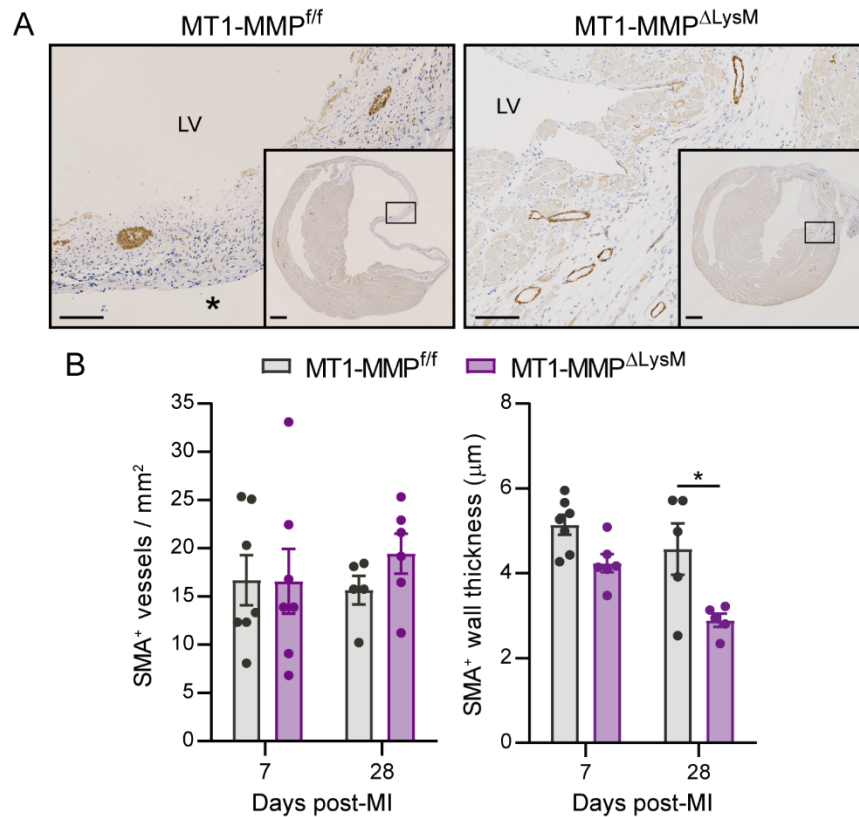 A
MT1-MMP^f/f
MT1-MMP^ΔLysM
LV
*
LV
B
MT1-MMP^f/f
MT1-MMP^ΔLysM
SMA⁺ vessels / mm²
35
30
25
20
15
10
5
0
7
28
Days post-MI
SMA⁺ wall thickness (μm)
8
6
4
2
0
*
7
28
Days post-MI